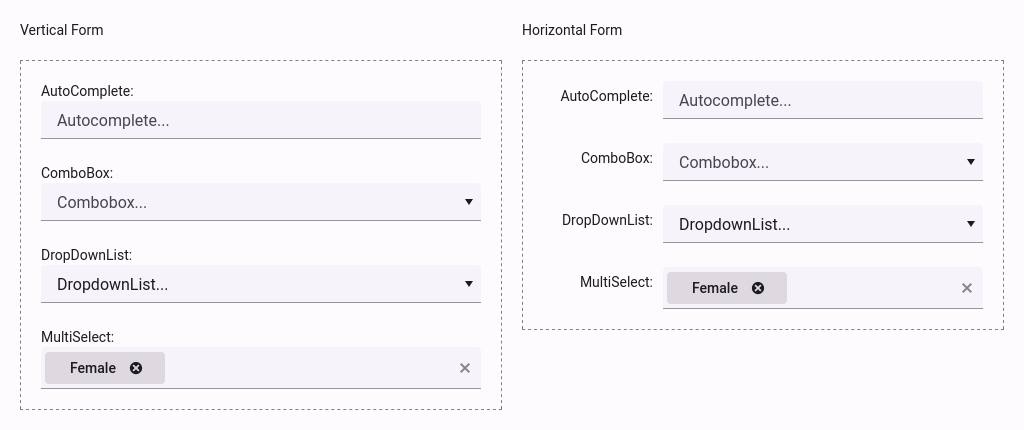 Vertical Form
AutoComplete:
Autocomplete...
ComboBox:
Combobox...
DropDownList:
DropdownList...
MultiSelect:
Female
Horizontal Form
AutoComplete:
Autocomplete...
ComboBox:
Combobox...
DropDownList:
DropdownList...
MultiSelect:
Female